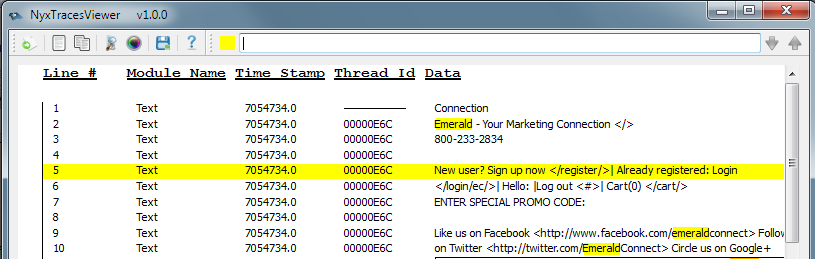 NyxTracesViewer v1.0.0
Line # Module Name Time Stamp Thread Id Data
1 Text 7054734.0 Connection
2 Text 7054734.0 00000E6C Emerald - Your Marketing Connection </>
3 Text 7054734.0 00000E6C 800-233-2834
4 Text 7054734.0 00000E6C
5 Text 7054734.0 00000E6C New user? Sign up now </register/>| Already registered: Login
6 Text 7054734.0 00000E6C </login/ec/>| Hello: |Log out <#>| Cart(0) </cart/>
7 Text 7054734.0 00000E6C ENTER SPECIAL PROMO CODE:
8 Text 7054734.0 00000E6C
9 Text 7054734.0 00000E6C Like us on Facebook <http://www.facebook.com/emeraldconnect> Follow
10 Text 7054734.0 00000E6C on Twitter <http://twitter.com/EmeraldConnect> Circle us on Google+